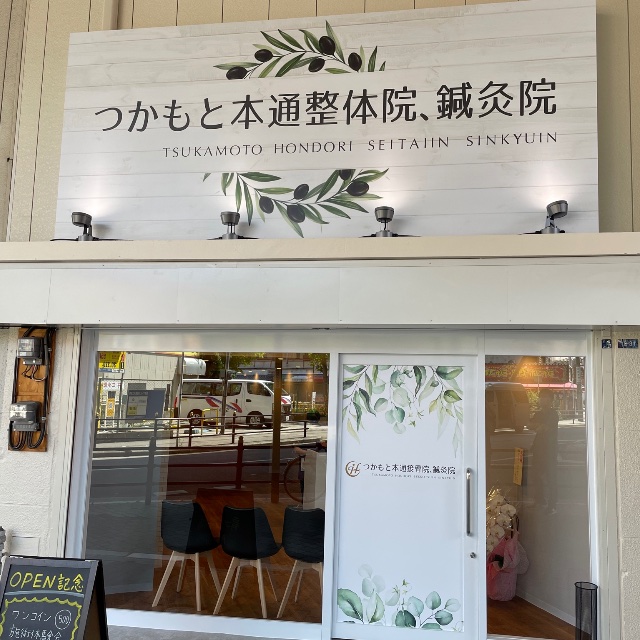 つかもと本通整体院、鍼灸院
TSUKAMOTO HONDORI SEITAIIN SINKYUIN
つかもと本通整骨院、鍼灸院
OPEN記念
ワンコイン